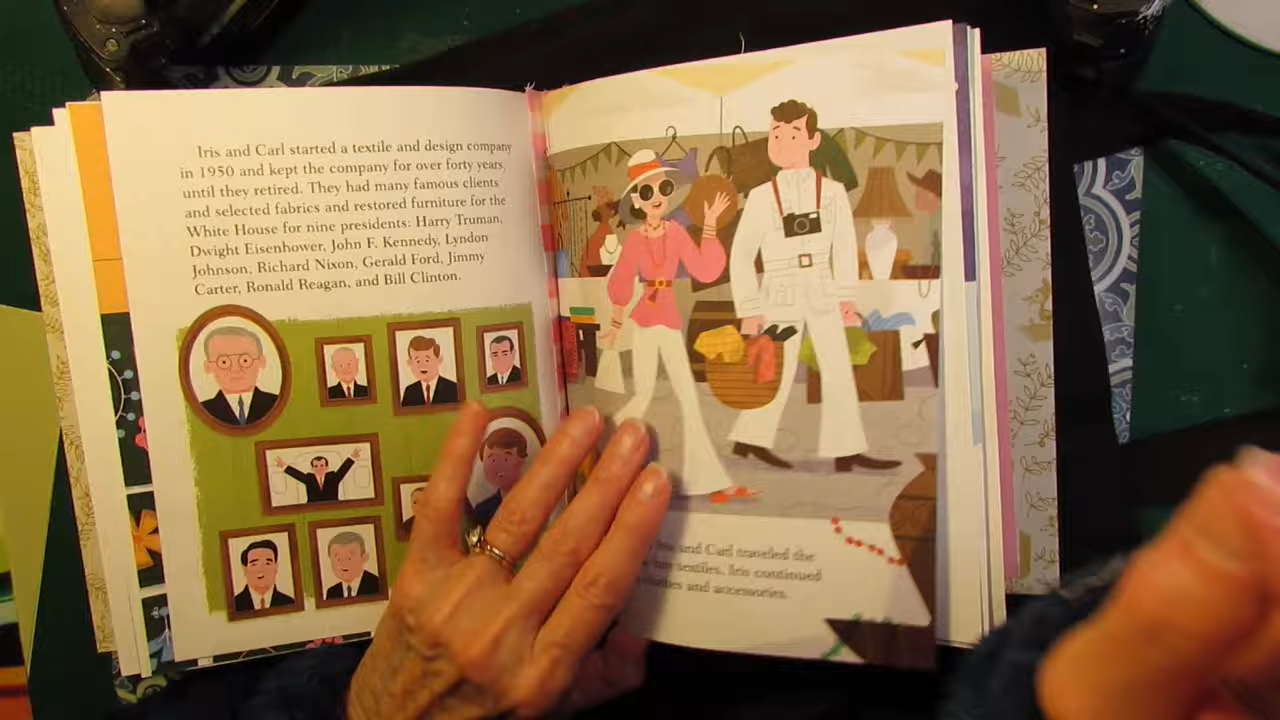 Iris and Carl started a textile and design company
in 1950 and kept the company for over forty years,
until they retired. They had many famous clients
and selected fabrics and restored furniture for the
White House for nine presidents: Harry Truman,
Dwight Eisenhower, John F. Kennedy, Lyndon
Johnson, Richard Nixon, Gerald Ford, Jimmy
Carter, Ronald Reagan, and Bill Clinton.
and Carl traveled the
textiles. Iris continued
and accessories.